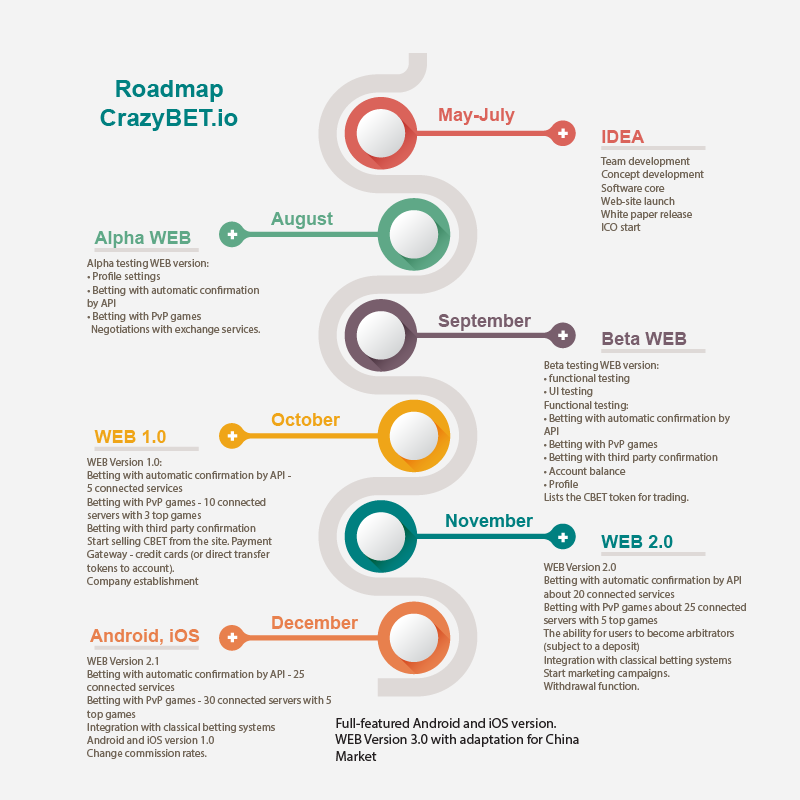 Roadmap
CrazyBET.io
May-July
IDEA
Team development
Concept development
Software core
Web-site launch
White paper release
ICO start
August
Alpha WEB
Alpha testing WEB version:
• Profile settings
• Betting with automatic confirmation
by API
• Betting with PvP games
Negotiations with exchange services.
September
Beta WEB
Beta testing WEB version:
• functional testing
• UI testing
Functional testing:
• Betting with automatic confirmation by
API
• Betting with PvP games
• Betting with third party confirmation
• Account balance
• Profile
Lists the CBET token for trading.
October
WEB 1.0
WEB Version 1.0:
Betting with automatic confirmation by API -
5 connected services
Betting with PvP games - 10 connected
servers with 3 top games
Betting with third party confirmation
Start selling CBET from the site. Payment
Gateway - credit cards (or direct transfer
tokens to account).
Company establishment
November
WEB 2.0
WEB Version 2.0
Betting with automatic confirmation by API
about 20 connected services
Betting with PvP games about 25 connected
servers with 5 top games
The ability for users to become arbitrators
(subject to a deposit)
Integration with classical betting systems
Start marketing campaigns.
Withdrawal function.
December
Android, iOS
WEB Version 2.1
Betting with automatic confirmation by API - 25
connected services
Betting with PvP games - 30 connected servers with 5
top games
Integration with classical betting systems
Android and iOS version 1.0
Change commission rates.
Full-featured Android and iOS version.
WEB Version 3.0 with adaptation for China
Market